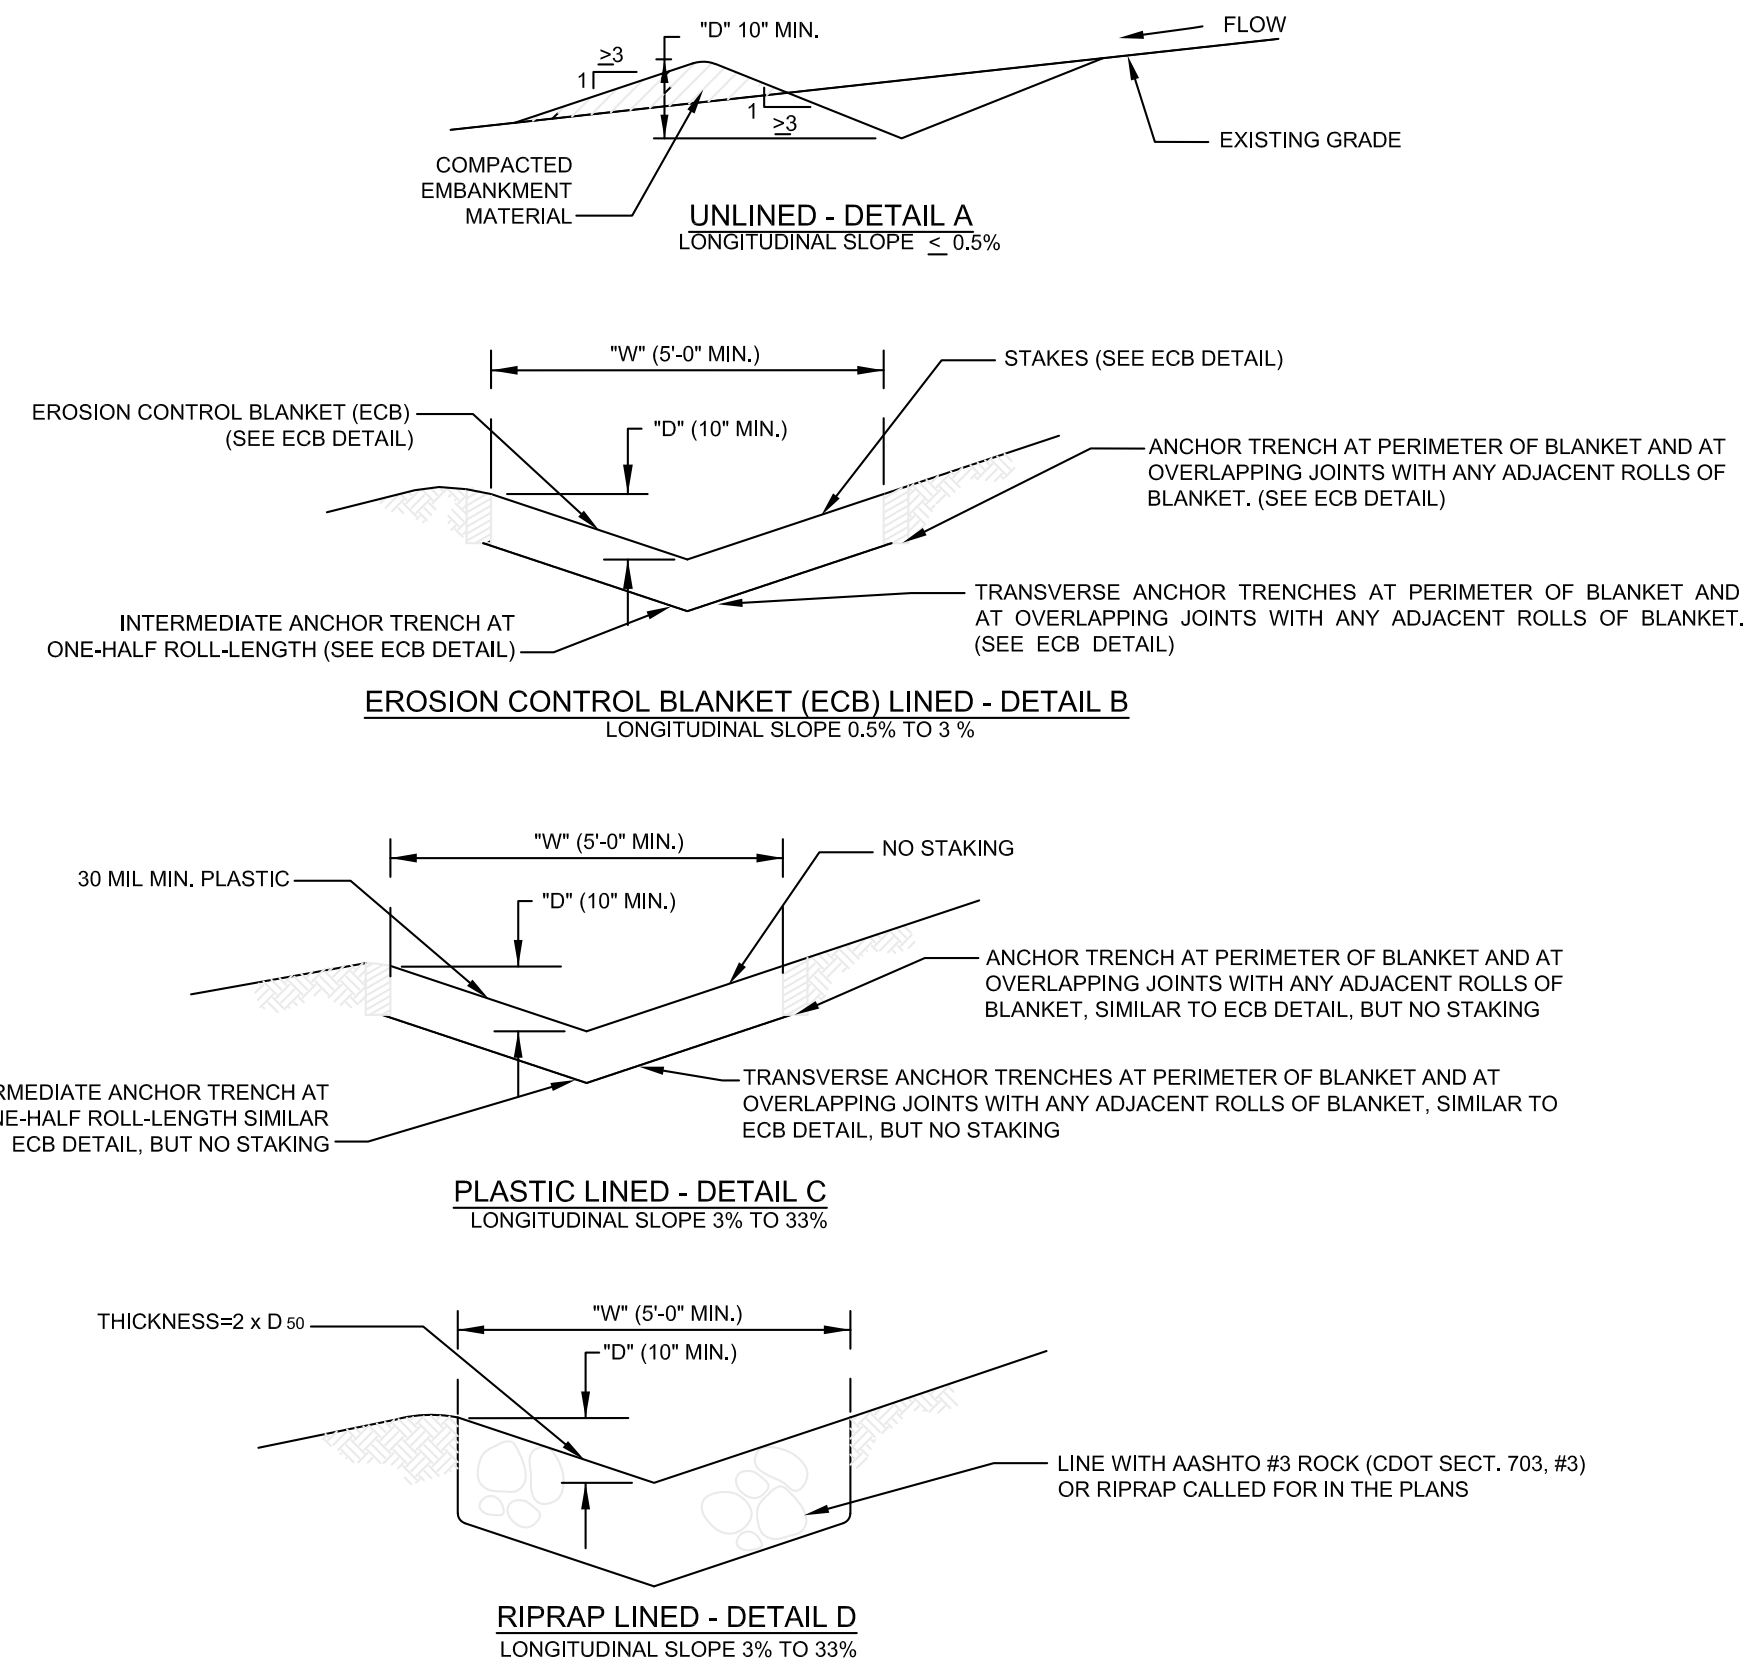 "D" 10" MIN.
FLOW
≥3
1
1
≥3
EXISTING GRADE
COMPACTED
EMBANKMENT
MATERIAL
UNLINED - DETAIL A
LONGITUDINAL SLOPE ≤ 0.5%
"W" (5'-0" MIN.)
STAKES (SEE ECB DETAIL)
EROSION CONTROL BLANKET (ECB)
(SEE ECB DETAIL)
"D" (10" MIN.)
ANCHOR TRENCH AT PERIMETER OF BLANKET AND AT
OVERLAPPING JOINTS WITH ANY ADJACENT ROLLS OF
BLANKET. (SEE ECB DETAIL)
TRANSVERSE ANCHOR TRENCHES AT PERIMETER OF BLANKET AND
AT OVERLAPPING JOINTS WITH ANY ADJACENT ROLLS OF BLANKET.
(SEE ECB DETAIL)
INTERMEDIATE ANCHOR TRENCH AT
ONE-HALF ROLL-LENGTH (SEE ECB DETAIL)
EROSION CONTROL BLANKET (ECB) LINED - DETAIL B
LONGITUDINAL SLOPE 0.5% TO 3 %
"W" (5'-0" MIN.)
NO STAKING
30 MIL MIN. PLASTIC
"D" (10" MIN.)
ANCHOR TRENCH AT PERIMETER OF BLANKET AND AT
OVERLAPPING JOINTS WITH ANY ADJACENT ROLLS OF
BLANKET, SIMILAR TO ECB DETAIL, BUT NO STAKING
RMEDIATE ANCHOR TRENCH AT
NE-HALF ROLL-LENGTH SIMILAR
ECB DETAIL, BUT NO STAKING
TRANSVERSE ANCHOR TRENCHES AT PERIMETER OF BLANKET AND AT
OVERLAPPING JOINTS WITH ANY ADJACENT ROLLS OF BLANKET, SIMILAR TO
ECB DETAIL, BUT NO STAKING
PLASTIC LINED - DETAIL C
LONGITUDINAL SLOPE 3% TO 33%
THICKNESS=2 x D 50
"W" (5'-0" MIN.)
"D" (10" MIN.)
LINE WITH AASHTO #3 ROCK (CDOT SECT. 703, #3)
OR RIPRAP CALLED FOR IN THE PLANS
RIPRAP LINED - DETAIL D
LONGITUDINAL SLOPE 3% TO 33%